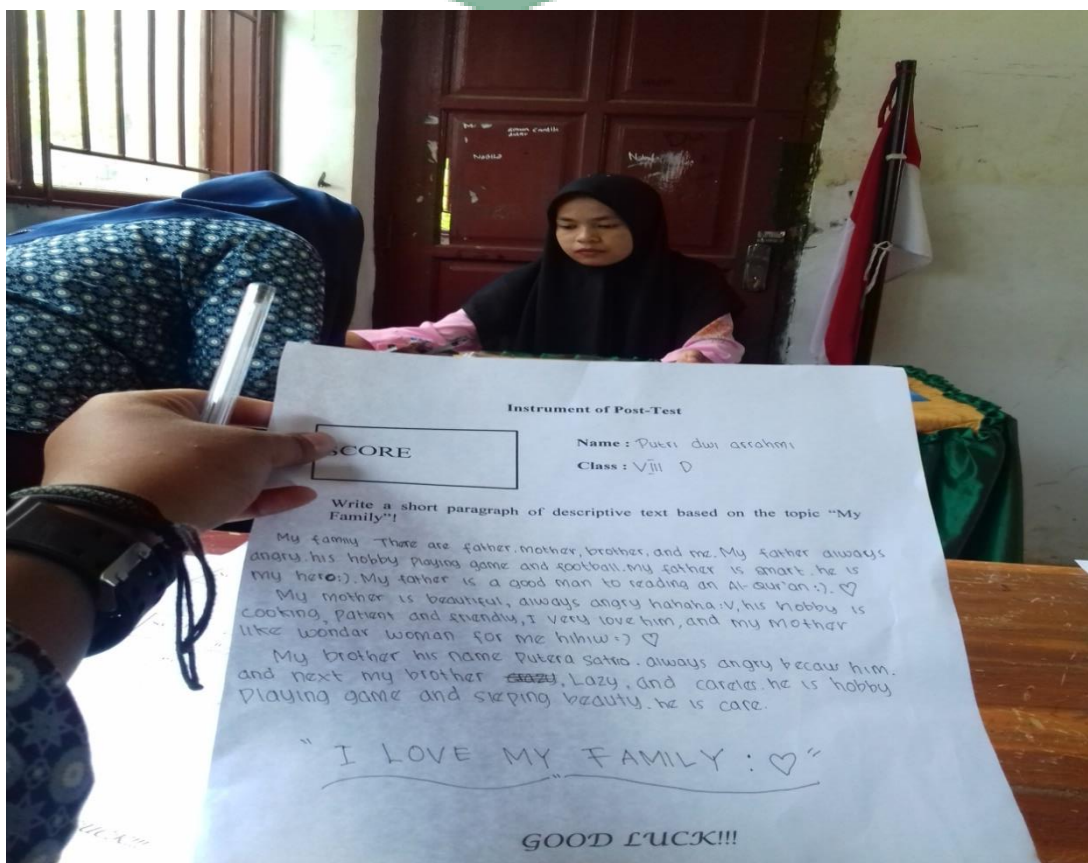 Nabila
Instrument of Post-Test
SCORE
Name : Putri dwi arrahmi
Class : VIII D
Write a short paragraph of descriptive text based on the topic “My
Family”!
My family There are father.mother, brother, and me. My father always
angry. his hobby playing game and football. my father is smart. he is
my hero:). My father is a good man to reading an Al-Qur'an :). ♡
My mother is beautiful, always angry hahaha :V, his hobby is
cooking, patient and friendly, I very love him, and my mother
like wondar woman for me hihiw :) ♡
My brother his name Putera Satrio. always angry becaus him.
and next my brother crazy, Lazy, and careles. he is hobby
playing game and sleping beauty. he is care.
"I LOVE MY FAMILY : ♡"
GOOD LUCK!!!